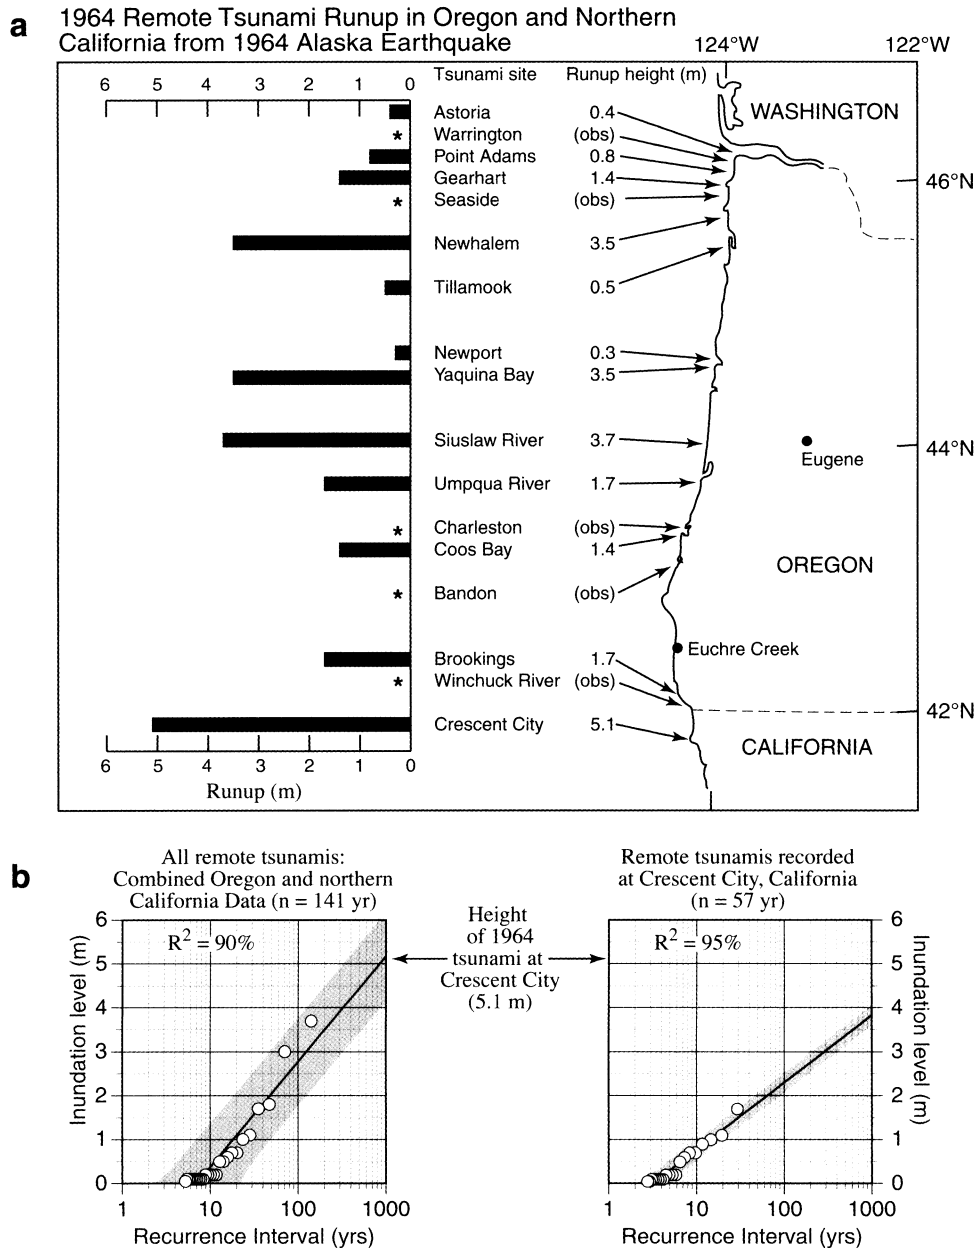 a
1964 Remote Tsunami Runup in Oregon and Northern
California from 1964 Alaska Earthquake
124°W 122°W
6 5 4 3 2 1 0
Tsunami site Runup height (m)
WASHINGTON
Astoria 0.4
* Warrington (obs)
Point Adams 0.8
Gearhart 1.4
46°N
* Seaside (obs)
Newhalem 3.5
Tillamook 0.5
Newport 0.3
Yaquina Bay 3.5
Siuslaw River 3.7
44°N
Eugene
Umpqua River 1.7
* Charleston (obs)
Coos Bay 1.4
OREGON
* Bandon (obs)
Euchre Creek
Brookings 1.7
* Winchuck River (obs)
42°N
Crescent City 5.1
CALIFORNIA
6 5 4 3 2 1 0
Runup (m)
b
All remote tsunamis:
Combined Oregon and northern
California Data (n = 141 yr)
R² = 90%
Inundation level (m)
6
5
4
3
2
1
0
1 10 100 1000
Recurrence Interval (yrs)
Height
of 1964
tsunami at
Crescent City
(5.1 m)
Remote tsunamis recorded
at Crescent City, California
(n = 57 yr)
R² = 95%
6
5
4
3
2
1
0
Inundation level (m)
1 10 100 1000
Recurrence Interval (yrs)